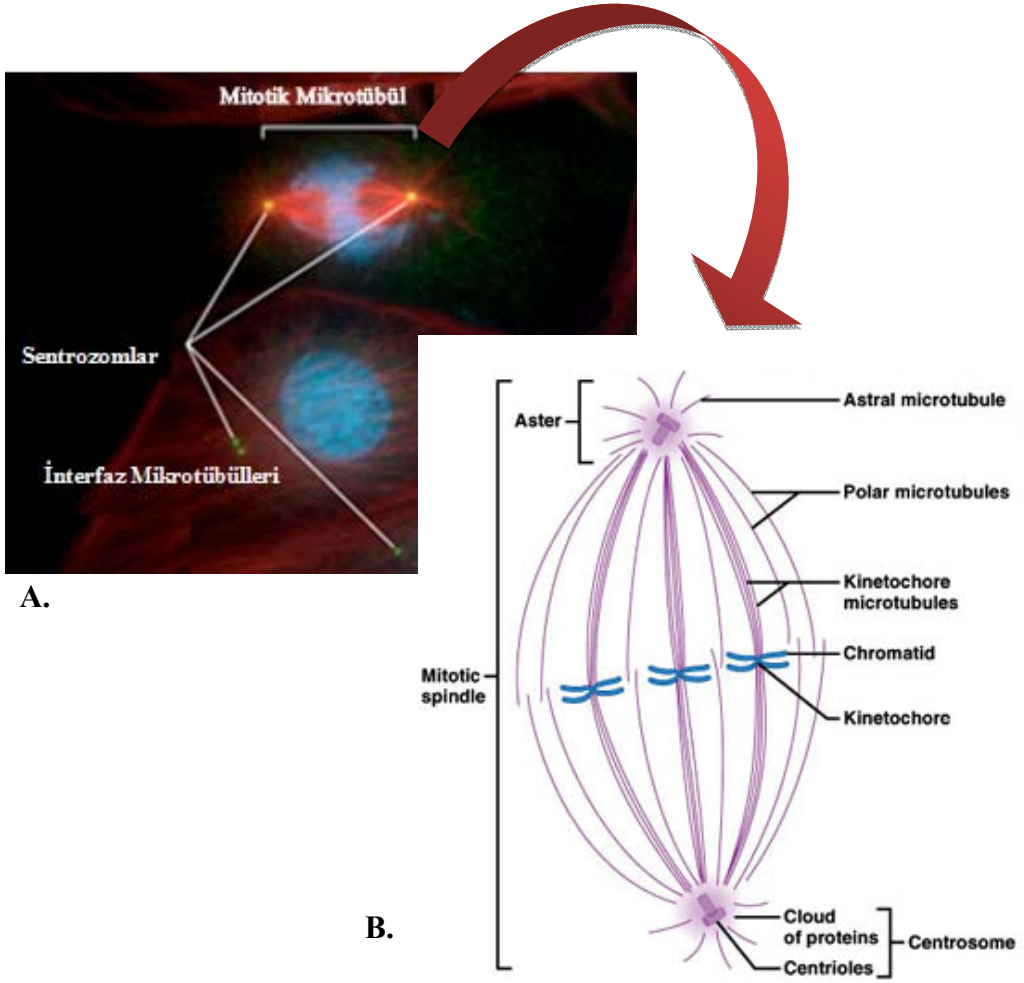 Mitotik Mikrotübül
Sentrozomlar
İnterfaz Mikrotübülleri
A.
Aster
Astral microtubule
Polar microtubules
Kinetochore
microtubules
Chromatid
Mitotic
spindle
Kinetochore
B.
Cloud
of proteins
Centrosome
Centrioles